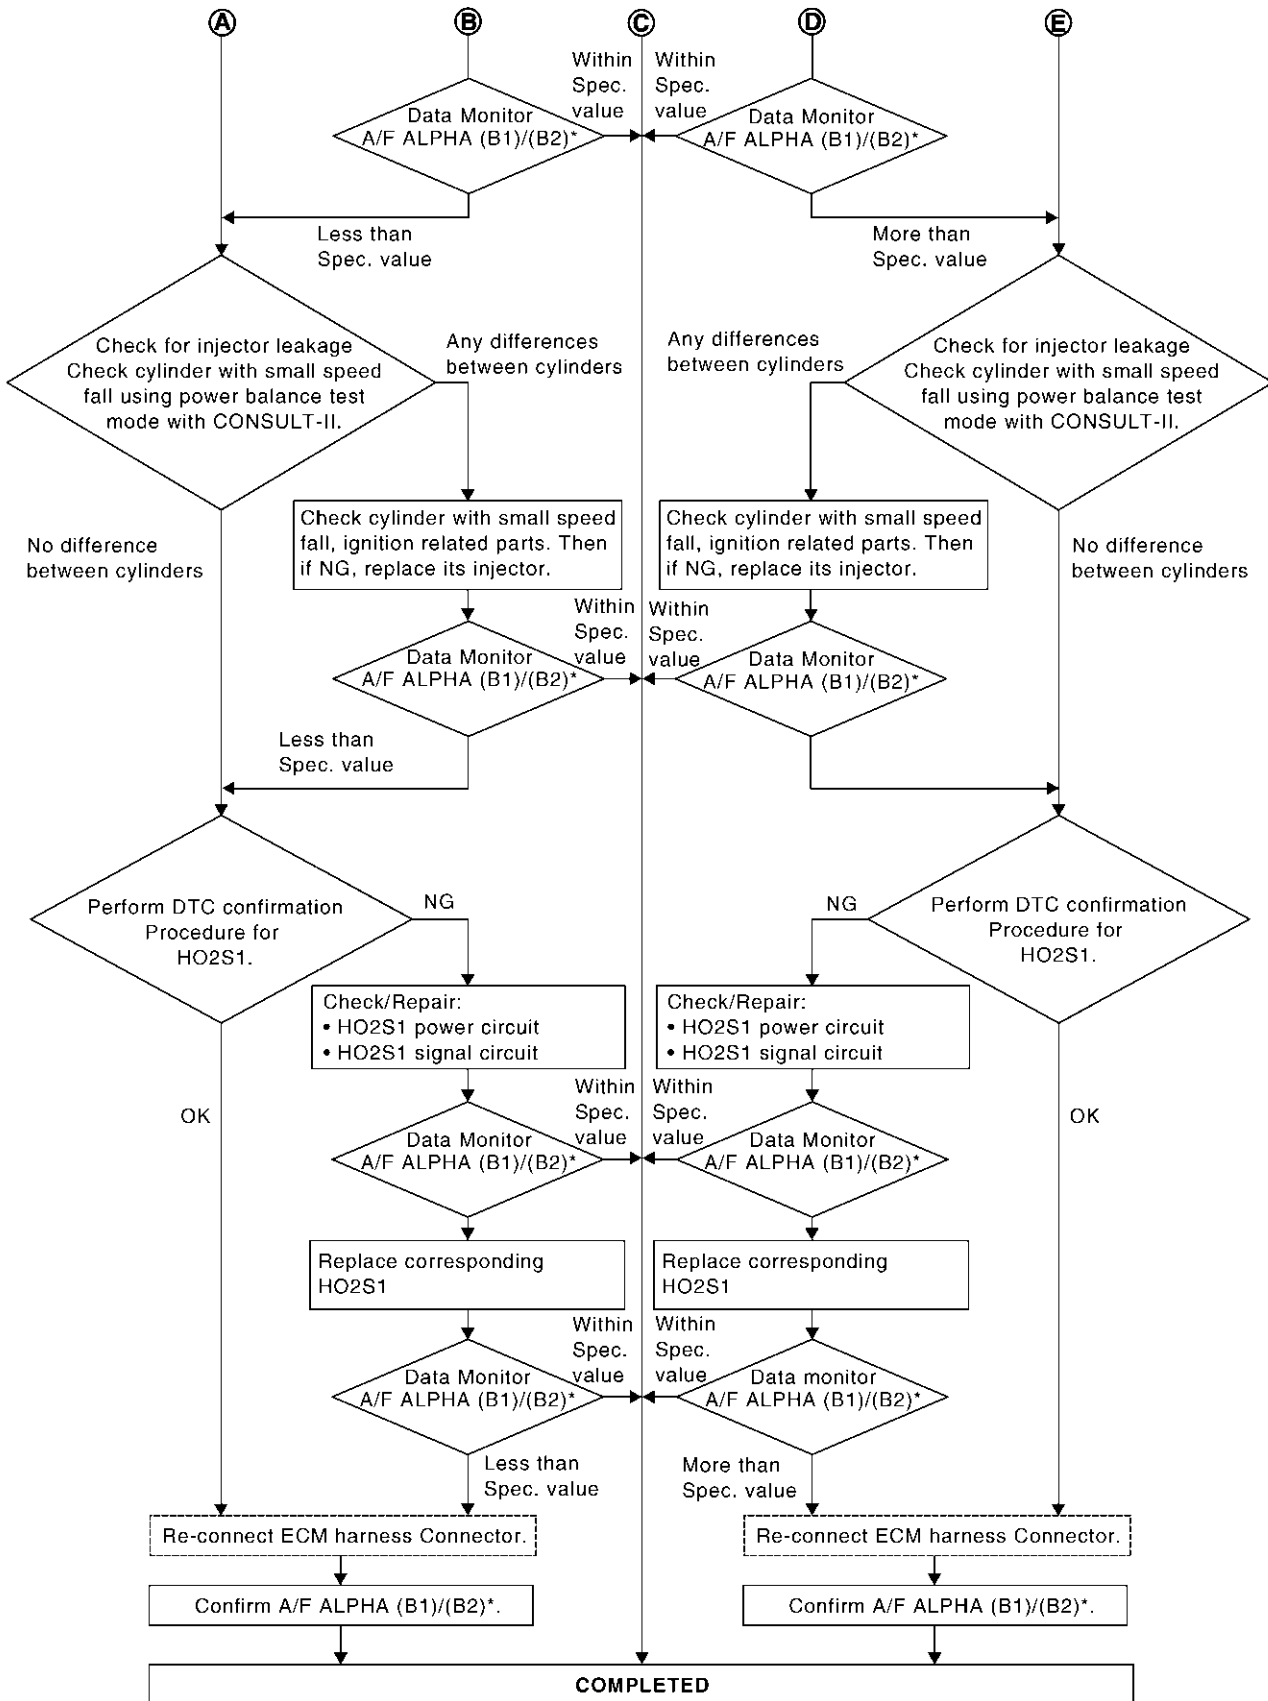 A
B
C
D
E
Within
Spec.
value
Within
Spec.
value
Data Monitor
A/F ALPHA (B1)/(B2)*
Data Monitor
A/F ALPHA (B1)/(B2)*
Less than
Spec. value
More than
Spec. value
Check for injector leakage
Check cylinder with small speed
fall using power balance test
mode with CONSULT-II.
Any differences
between cylinders
Any differences
between cylinders
Check for injector leakage
Check cylinder with small speed
fall using power balance test
mode with CONSULT-II.
No difference
between cylinders
Check cylinder with small speed
fall, ignition related parts. Then
if NG, replace its injector.
Check cylinder with small speed
fall, ignition related parts. Then
if NG, replace its injector.
No difference
between cylinders
Within
Spec.
value
Within
Spec.
value
Data Monitor
A/F ALPHA (B1)/(B2)*
Data Monitor
A/F ALPHA (B1)/(B2)*
Less than
Spec. value
Perform DTC confirmation
Procedure for
HO2S1.
NG
NG
Perform DTC confirmation
Procedure for
HO2S1.
Check/Repair:
• HO2S1 power circuit
• HO2S1 signal circuit
Check/Repair:
• HO2S1 power circuit
• HO2S1 signal circuit
OK
Within
Spec.
value
Within
Spec.
value
OK
Data Monitor
A/F ALPHA (B1)/(B2)*
Data Monitor
A/F ALPHA (B1)/(B2)*
Replace corresponding
HO2S1
Replace corresponding
HO2S1
Within
Spec.
value
Within
Spec.
value
Data Monitor
A/F ALPHA (B1)/(B2)*
Data monitor
A/F ALPHA (B1)/(B2)*
Less than
Spec. value
More than
Spec. value
Re-connect ECM harness Connector.
Re-connect ECM harness Connector.
Confirm A/F ALPHA (B1)/(B2)*.
Confirm A/F ALPHA (B1)/(B2)*.
COMPLETED